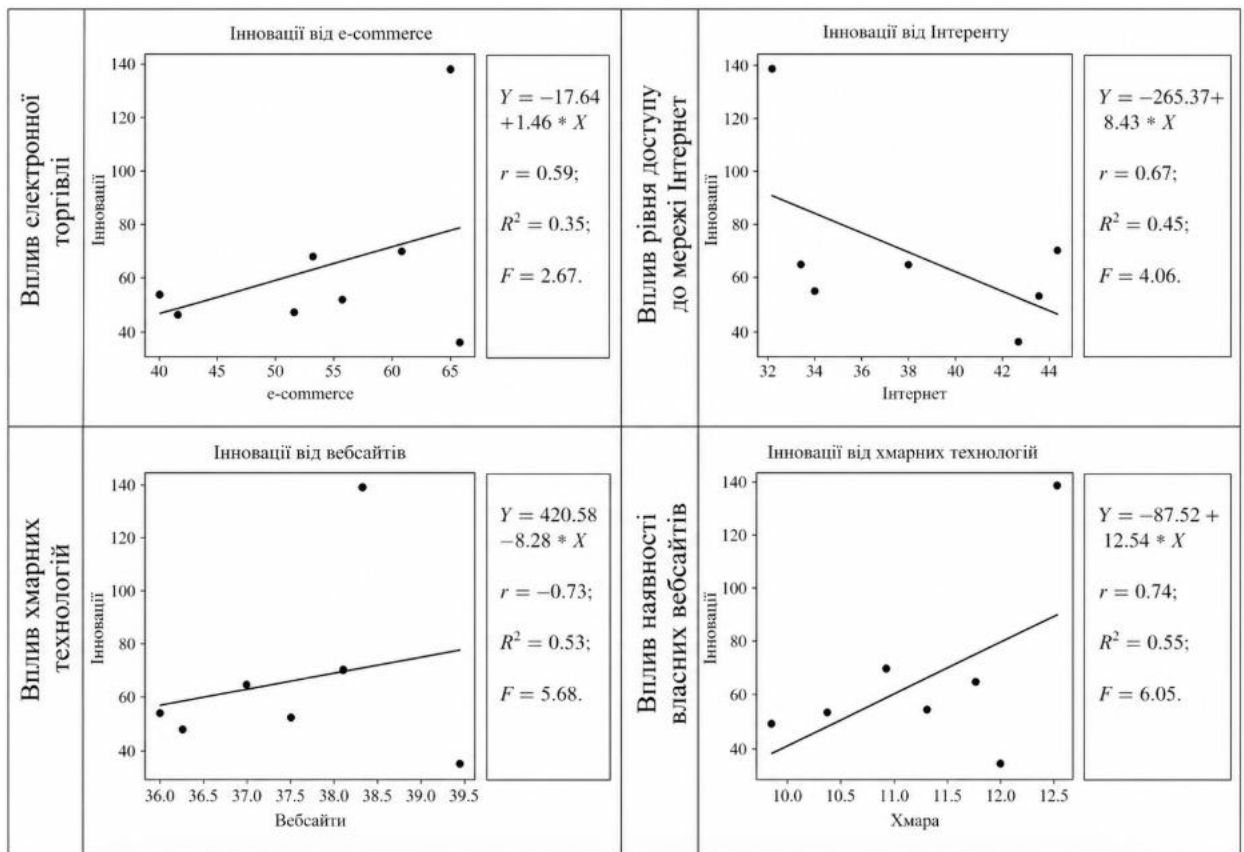 Вплив електронної
торгівлі
Інновації від e-commerce
Інновації
140
120
100
80
60
40
40 45 50 55 60 65
e-commerce
Y = −17.64
+1.46 * X
r = 0.59;
R² = 0.35;
F = 2.67.
Вплив рівня доступу
до мережі Інтернет
Інновації від Інтеренту
Інновації
140
120
100
80
60
40
32 34 36 38 40 42 44
Інтернет
Y = −265.37+
8.43 * X
r = 0.67;
R² = 0.45;
F = 4.06.
Вплив хмарних
технологій
Інновації від вебсайтів
Інновації
140
120
100
80
60
40
36.0 36.5 37.0 37.5 38.0 38.5 39.0 39.5
Вебсайти
Y = 420.58
−8.28 * X
r = −0.73;
R² = 0.53;
F = 5.68.
Вплив наявності
власних вебсайтів
Інновації від хмарних технологій
Інновації
140
120
100
80
60
40
10.0 10.5 11.0 11.5 12.0 12.5
Хмара
Y = −87.52 +
12.54 * X
r = 0.74;
R² = 0.55;
F = 6.05.